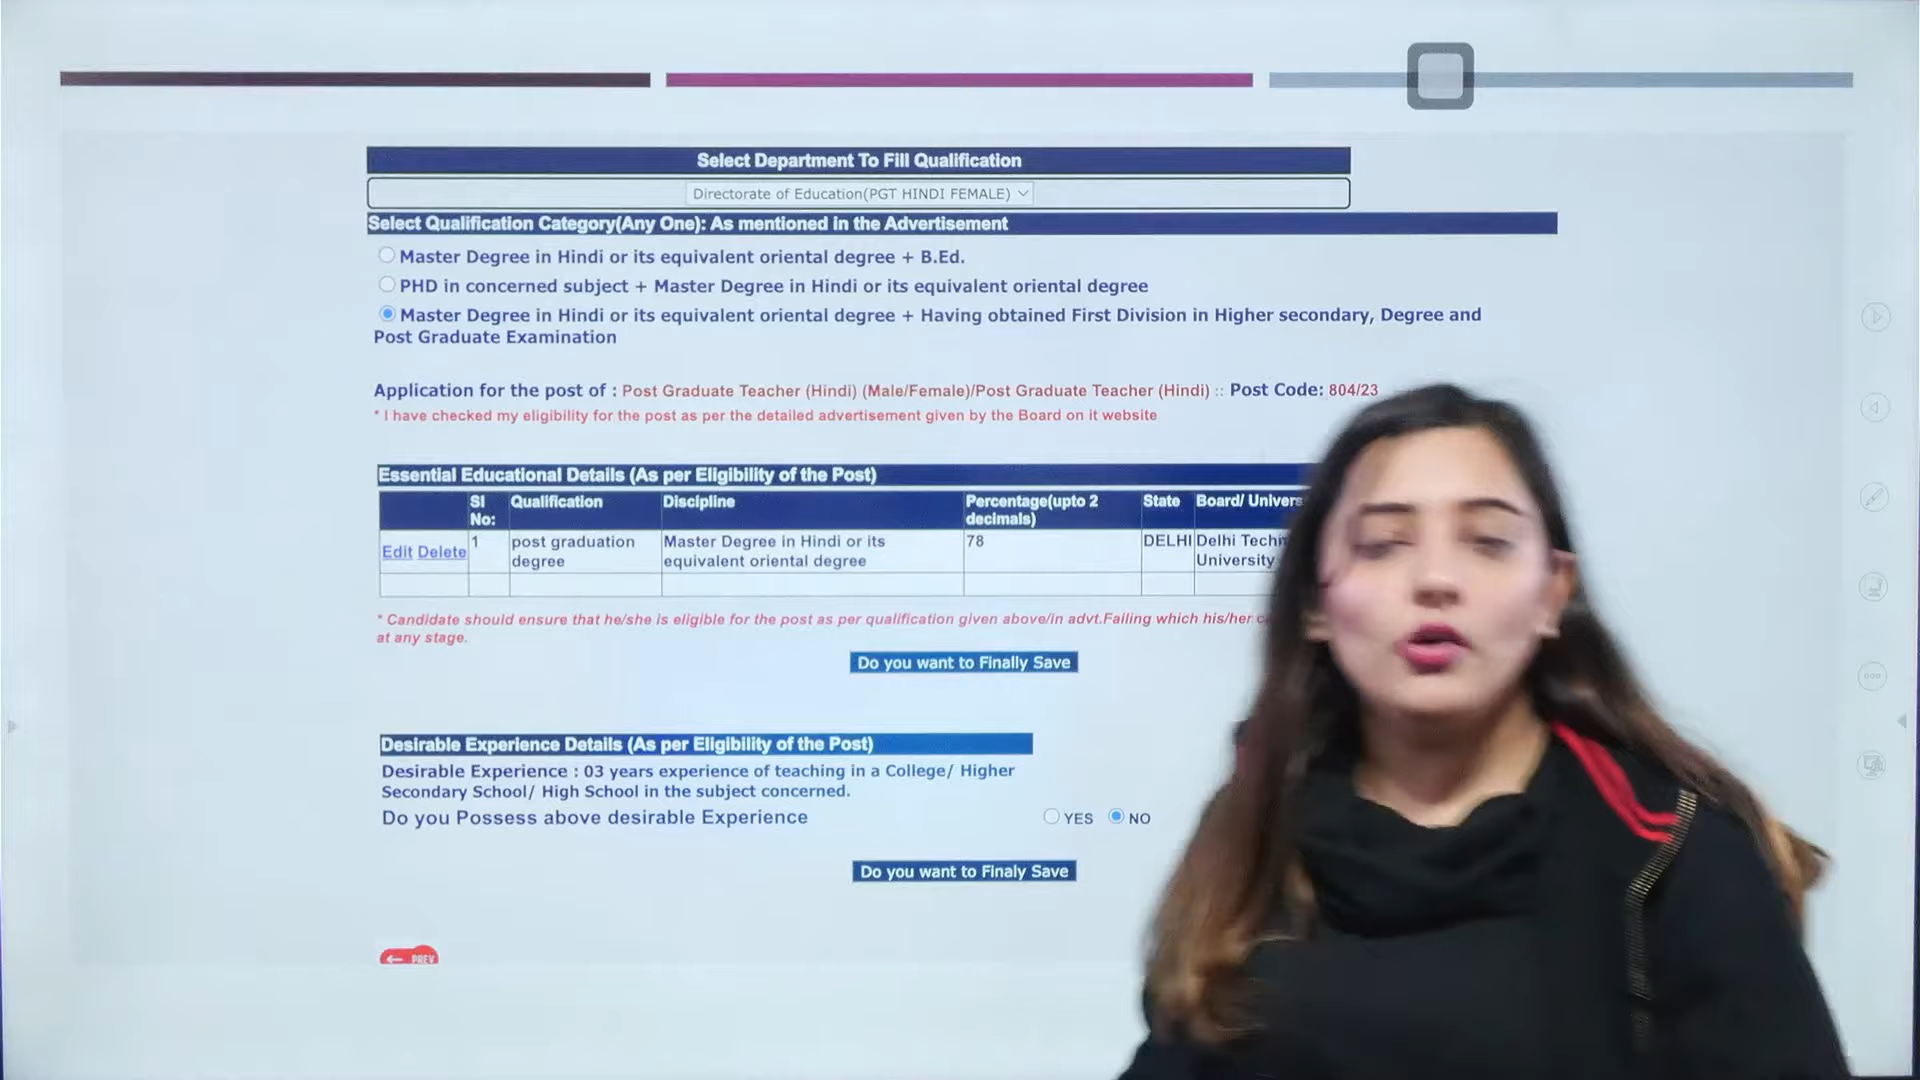 Select Department To Fill Qualification
Directorate of Education(PGT HINDI FEMALE)
Select Qualification Category(Any One): As mentioned in the Advertisement
Master Degree in Hindi or its equivalent oriental degree + B.Ed.
PHD in concerned subject + Master Degree in Hindi or its equivalent oriental degree
Master Degree in Hindi or its equivalent oriental degree + Having obtained First Division in Higher secondary, Degree and
Post Graduate Examination
Application for the post of : Post Graduate Teacher (Hindi) (Male/Female)/Post Graduate Teacher (Hindi) :: Post Code: 804/23
* I have checked my eligibility for the post as per the detailed advertisement given by the Board on it website
Essential Educational Details (As per Eligibility of the Post)
Sl No: Qualification Discipline Percentage(upto 2 decimals) State Board/
Edit Delete 1 post graduation degree Master Degree in Hindi or its equivalent oriental degree 78 DELHI Delhi University
* Candidate should ensure that he/she is eligible for the post as per qualification given above/in advt.Failing which his/her
at any stage.
Do you want to Finally Save
Desirable Experience Details (As per Eligibility of the Post)
Desirable Experience : 03 years experience of teaching in a College/ Higher
Secondary School/ High School in the subject concerned.
Do you Possess above desirable Experience YES NO
Do you want to Finaly Save
PREV